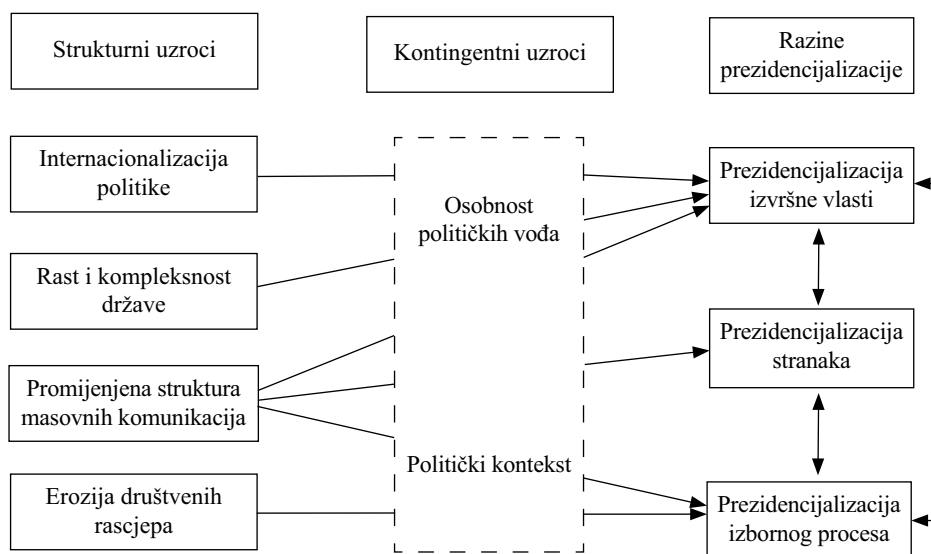 Strukturni uzroci
Kontingentni uzroci
Razine
prezidencijalizacije
Internacionalizacija
politike
Rast i kompleksnost
države
Promijenjena struktura
masovnih komunikacija
Erozija društvenih
rascjepa
Osobnost
političkih vođa
Politički kontekst
Prezidencijalizacija
izvršne vlasti
Prezidencijalizacija
stranaka
Prezidencijalizacija
izbornog procesa